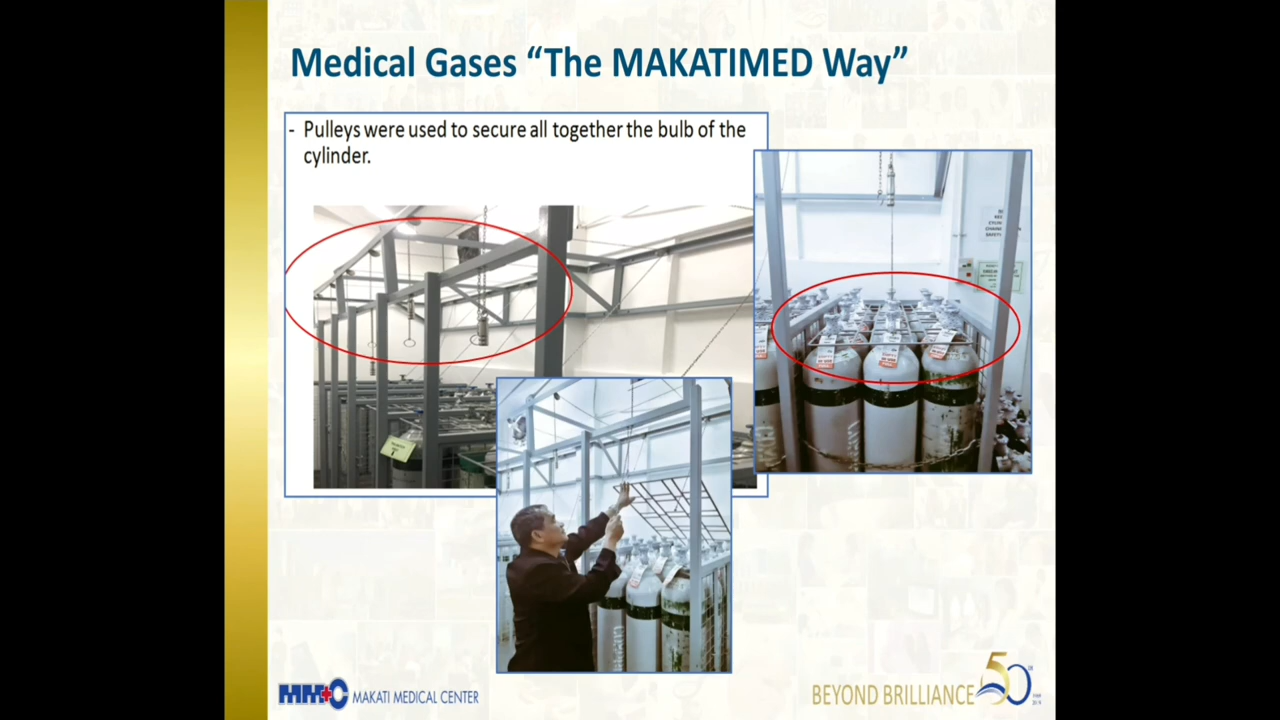 Medical Gases “The MAKATIMED Way”
- Pulleys were used to secure all together the bulb of the
cylinder.
MMC MAKATI MEDICAL CENTER
BEYOND BRILLIANCE 50